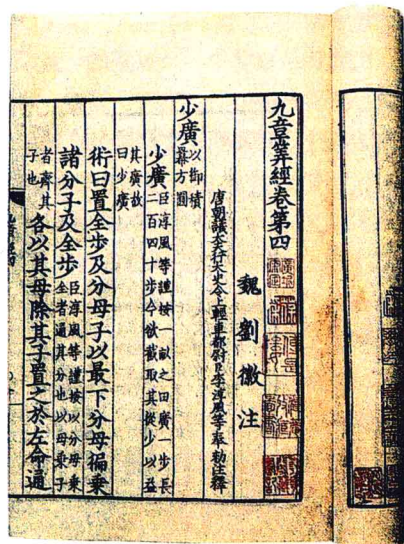 九章筭經卷第四
魏劉徽注
唐朝議大夫行太史令上輕車都尉臣李淳風等奉勑注釋
少廣以御積冪方圓
少廣臣淳風等謹按一畝之田廣一步長二百四十步今欲截取其從少以益
其廣故曰少廣
術曰置全步及分母子以最下分母徧乗
諸分子及全步臣淳風等謹按以分母乗全者通其分也以母乗子
者齊其子也各以其母除其子置之於左命通